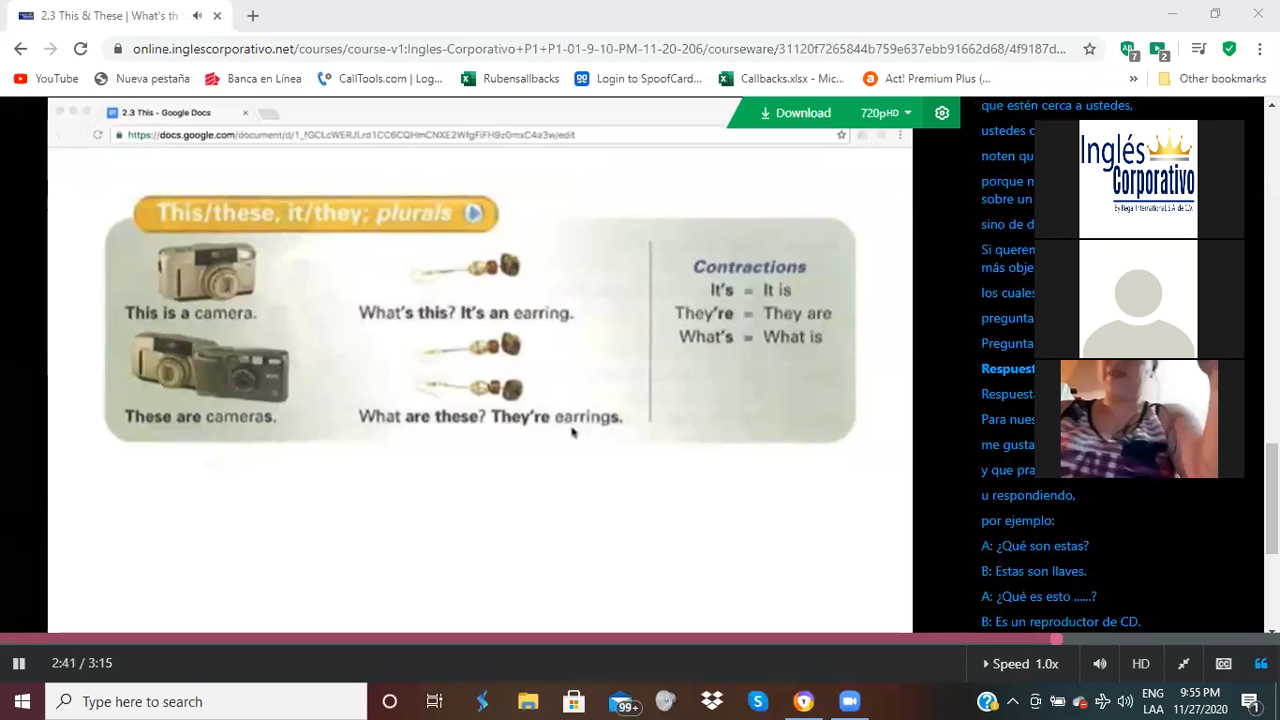 2.3 This & These | What's th
online.inglescorporativo.net/courses/course-v1:Ingles-Corporativo+P1+P1-01-9-10-PM-11-20-206/courseware/31120f7265844b759e637ebb91662d68/4f9187d...
7
2
YouTube
Nueva pestaña
Banca en Línea
CallTools.com | Log...
Rubensallbacks
Login to SpoofCard...
Callbacks.xlsx - Mic...
Act! Premium Plus (...
»
Other bookmarks
2.3 This - Google Docs
Download
720pHD
This/these, it/they; plurals
This is a camera.
What's this? It's an earring.
These are cameras.
What are these? They're earrings.
Contractions
It's = It is
They're = They are
What's = What is
que estén cerca a ustedes,
ustedes
noten qu
porque n
sobre un
sino de d
Si querem
más obje
los cuales
pregunta
Pregunta
Respuest
Respuest
Para nues
me gusta
y que pra
u respondiendo,
por ejemplo:
A: ¿Qué son estas?
B: Estas son llaves.
A: ¿Qué es esto ......?
B: Es un reproductor de CD.
Inglés
Corporativo
2:41 / 3:15
Speed 1.0x
HD
Type here to search
99+
ENG
LAA
9:55 PM
11/27/2020
1